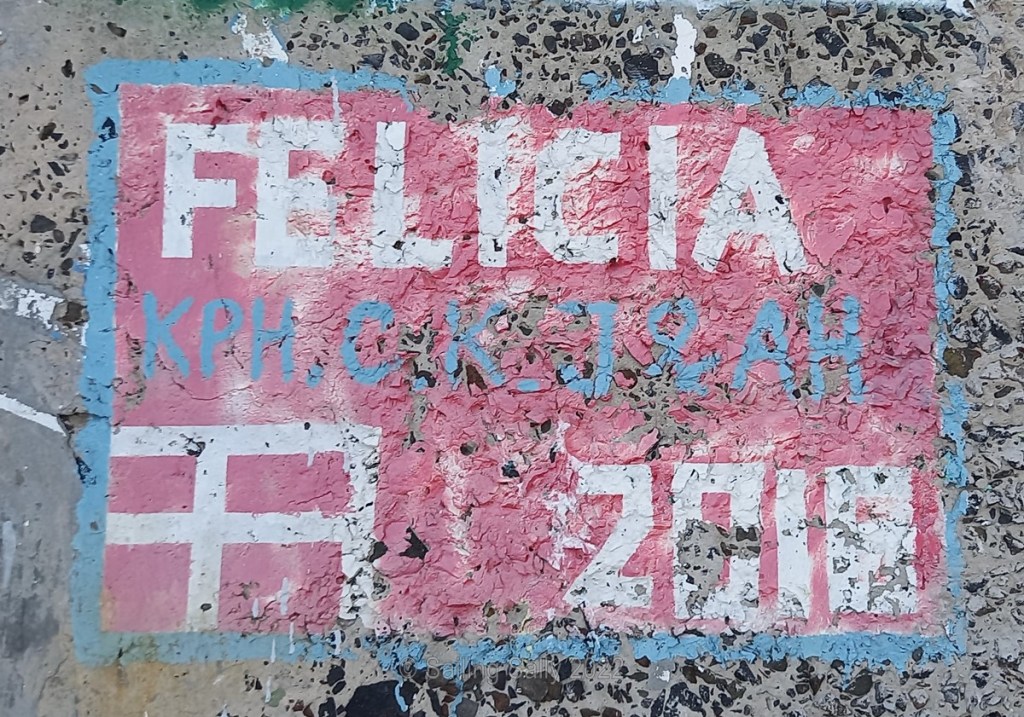 FELICIA
KPH. C. K. J & AH
2018